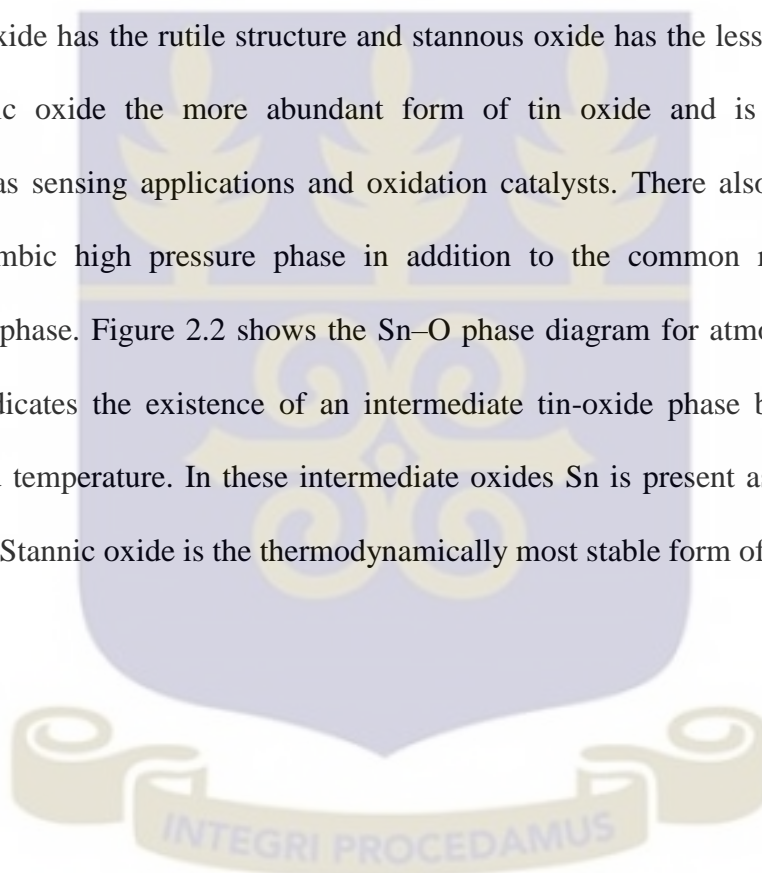 xide has the rutile structure and stannous oxide has the less
ic oxide the more abundant form of tin oxide and is
as sensing applications and oxidation catalysts. There also
mbic high pressure phase in addition to the common r
phase. Figure 2.2 shows the Sn–O phase diagram for atmo
dicates the existence of an intermediate tin-oxide phase b
temperature. In these intermediate oxides Sn is present as
Stannic oxide is the thermodynamically most stable form of
INTEGRI PROCEDAMUS